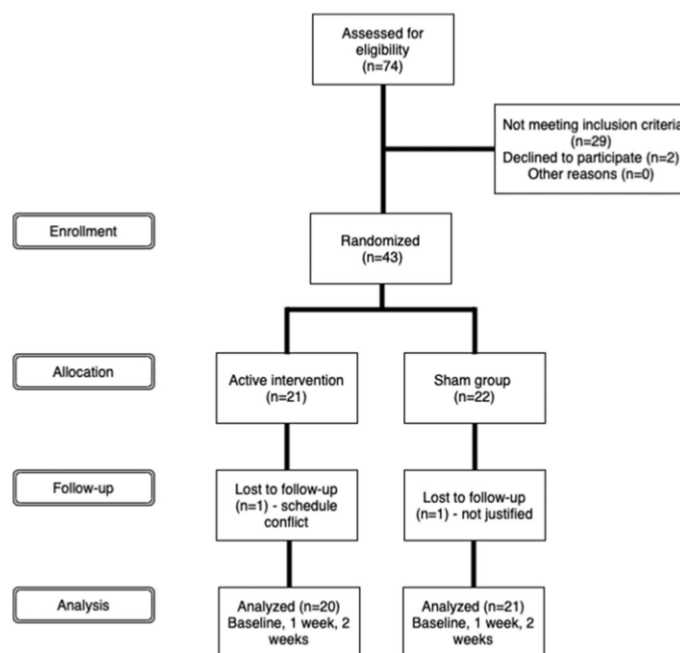 Assessed for
eligibility
(n=74)
Not meeting inclusion criteria
(n=29)
Declined to participate (n=2)
Other reasons (n=0)
Enrollment
Randomized
(n=43)
Allocation
Active intervention
(n=21)
Sham group
(n=22)
Follow-up
Lost to follow-up
(n=1) - schedule
conflict
Lost to follow-up
(n=1) - not justified
Analysis
Analyzed (n=20)
Baseline, 1 week, 2
weeks
Analyzed (n=21)
Baseline, 1 week, 2
weeks